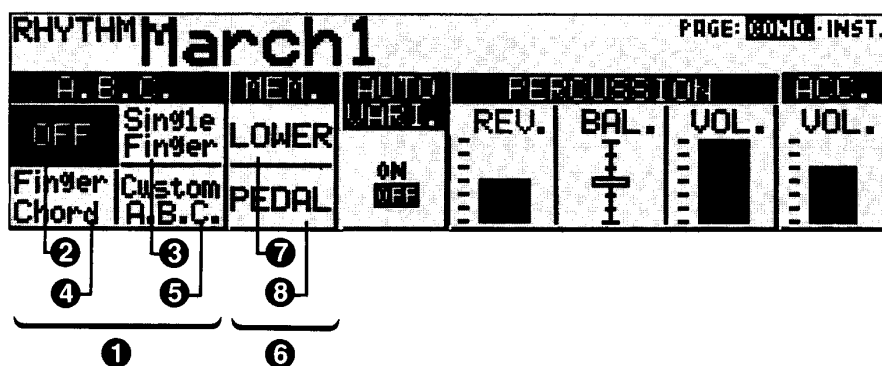 RHYTHM March1 PAGE: COND. · INST.
A.B.C. MEM. AUTO VARI. PERCUSSION ACC.
OFF Single Finger LOWER REV. BAL. VOL. VOL.
Finger Chord Custom A.B.C. PEDAL ON OFF
2 3 7
4 5 8
1 6